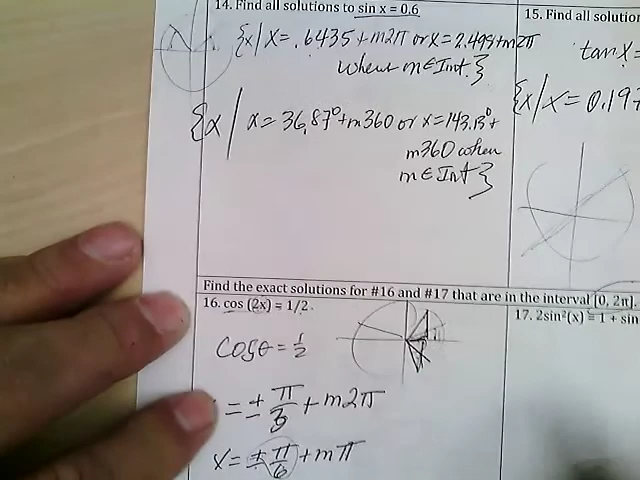 14. Find all solutions to sin x = 0.6
{x/ x = .6435 + m2π or x = 2.498 + m2π
when m ∈ Int. }
{x / x = 36.87° + m360 or x = 143.13° +
m360 when
m ∈ Int }
15. Find all solution
tan x =
{x/x = 0.197
Find the exact solutions for #16 and #17 that are in the interval [0, 2π].
16. cos (2x) = 1/2.
cos θ = 1/2
= ± π/3 + m2π
x = ± π/6 + mπ
17. 2sin²(x) = 1 + sin